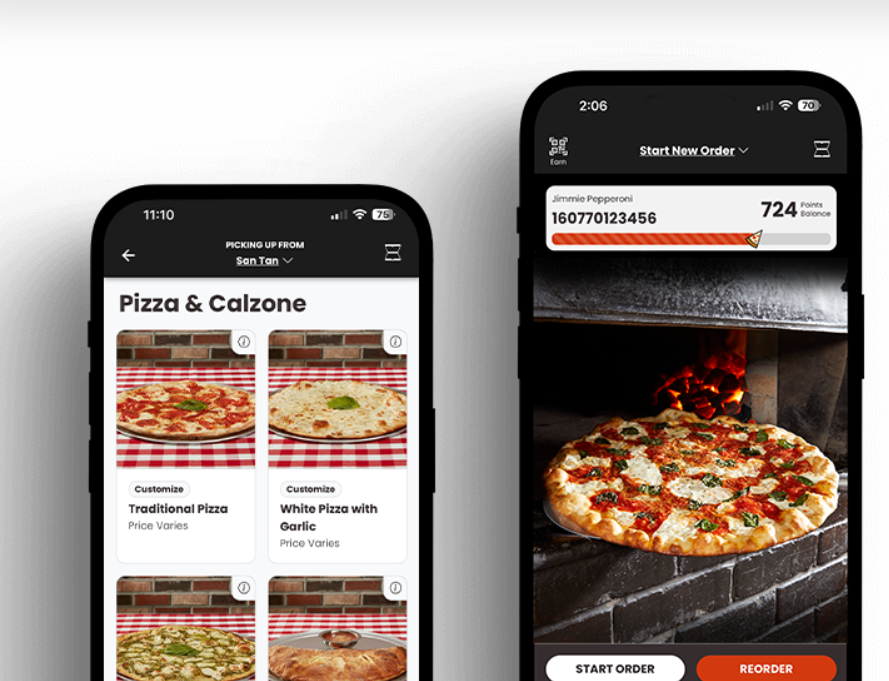 11:10
75
PICKING UP FROM
San Tan
Pizza & Calzone
Customize
Traditional Pizza
Price Varies
Customize
White Pizza with
Garlic
Price Varies
2:06
70
Earn
Start New Order
Jimmie Pepperoni
160770123456
724 Points
Balance
START ORDER
REORDER